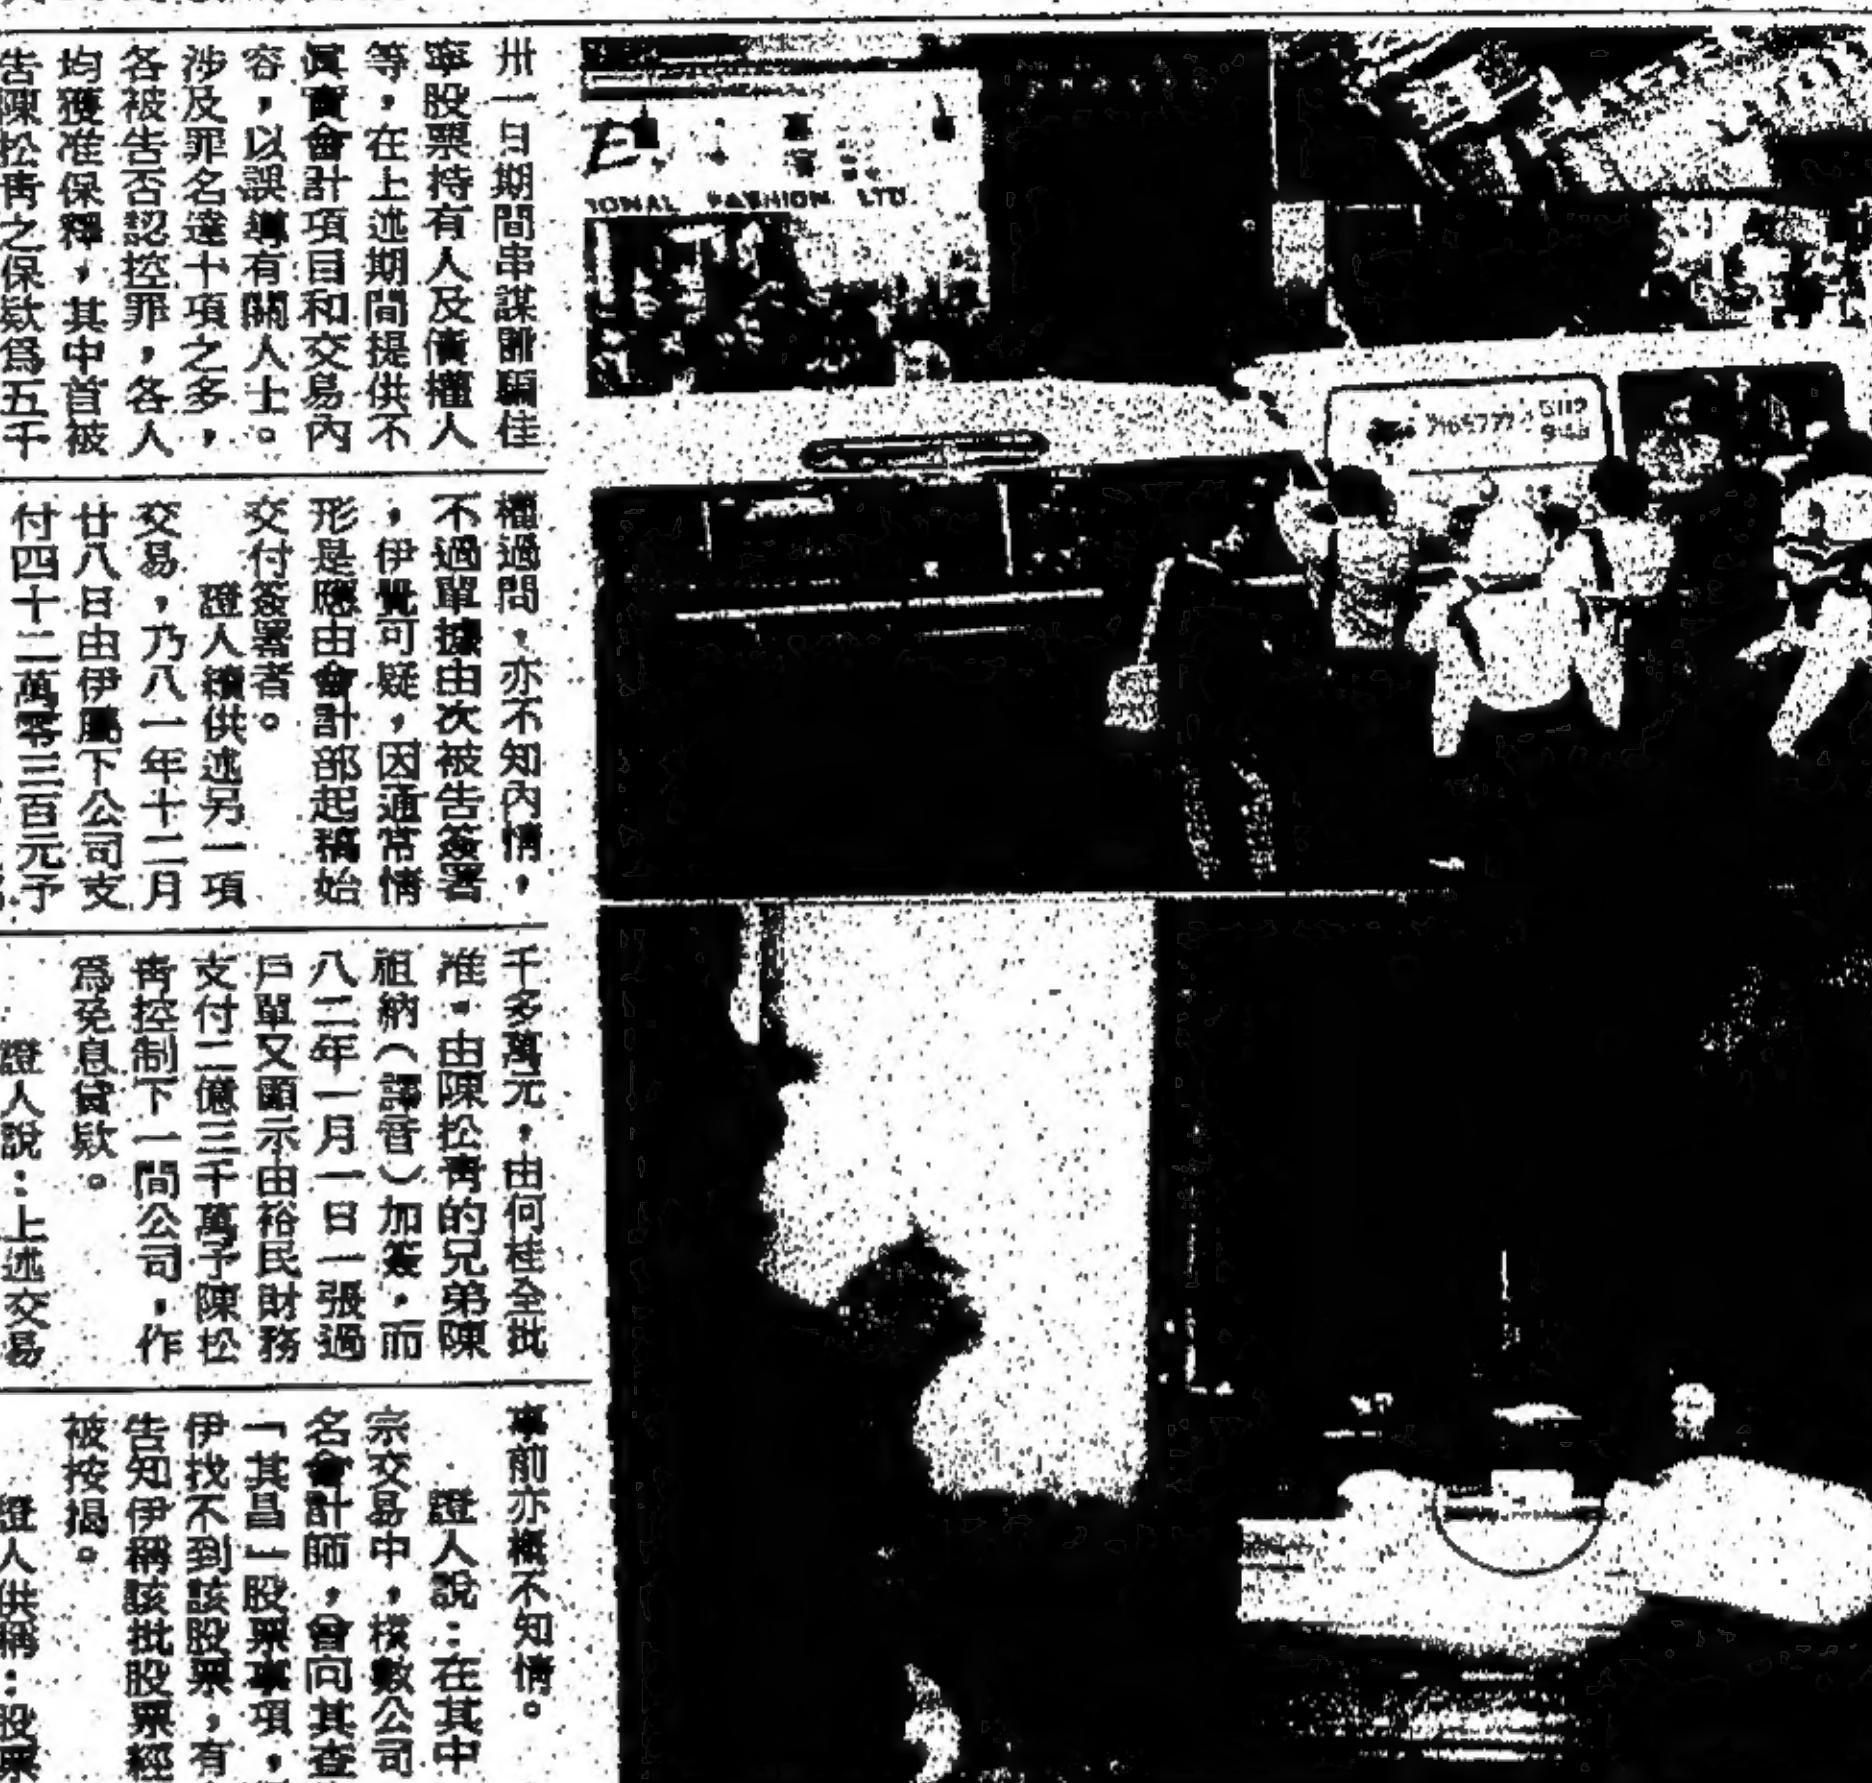 卅一日期間串謀詐騙佳
寧股票持有人及債權人
等，在上述期間提供不
眞實會計項目和交易內
容，以誤導有關人士。
涉及罪名達十項之多，
各被告否認控罪，各人
均獲准保釋，其中首被
告陳松靑之保欵爲五千
權過問，亦不知內情，
不過單據由次被告簽署
，伊覺可疑，因通常情
形是應由會計部起稿始
交付簽署者。
證人續供述另一項
交易，乃八一年十二月
廿八日由伊屬下公司支
付四十二萬零三百元予
千多萬元，由何桂全批
准，由陳松靑的兄弟陳
祖納（譯音）加簽，而
八二年一月一日一張過
戶單又顯示由裕民財務
支付二億三千萬予陳松
靑控制下一間公司，作
爲免息貸欵。
證人說：上述交易
事前亦概不知情。
證人說：在其中
宗交易中，核數公司
名會計師，曾向其查
「其昌」股票事項，
伊找不到該股票，有
告知伊稱該批股票經
被按揭。
證人供稱：股票
IONAL FASHION LTD.